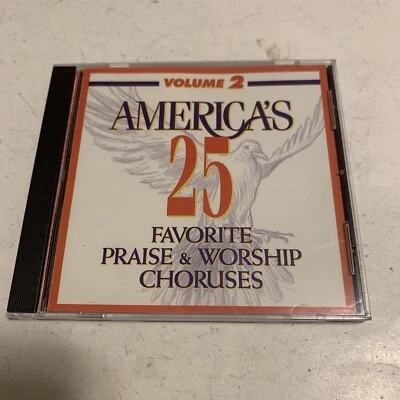 VOLUME 2
AMERICA'S
25
FAVORITE
PRAISE & WORSHIP
CHORUSES